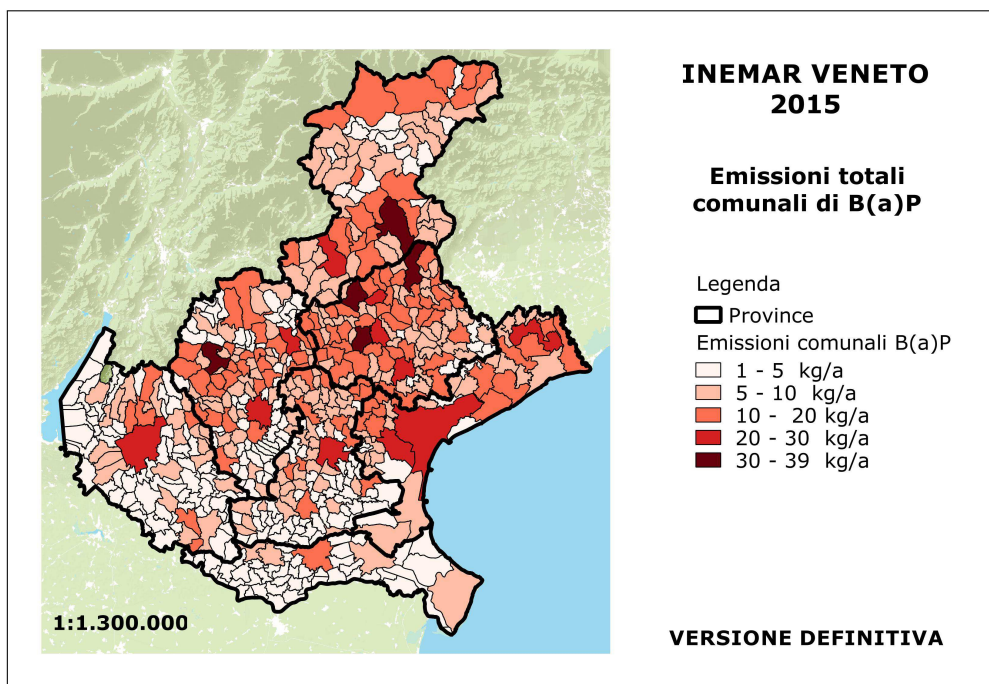 INEMAR VENETO
2015
Emissioni totali
comunali di B(a)P
Legenda
Province
Emissioni comunali B(a)P
1 - 5 kg/a
5 - 10 kg/a
10 - 20 kg/a
20 - 30 kg/a
30 - 39 kg/a
1:1.300.000
VERSIONE DEFINITIVA